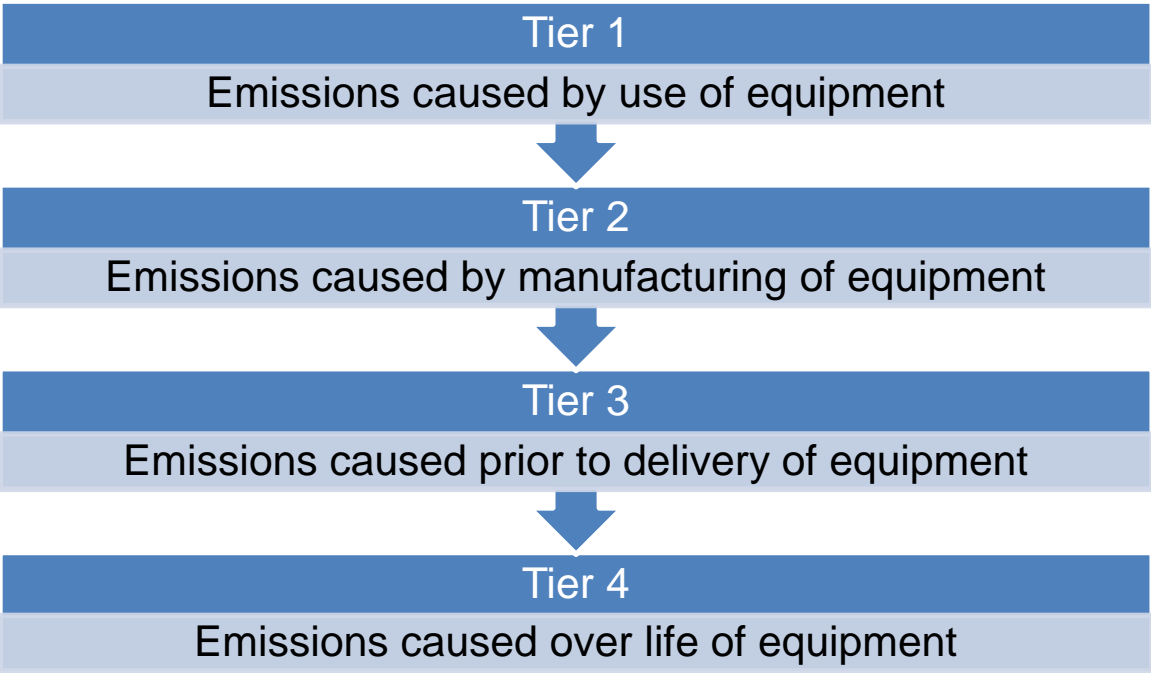 Tier 1
Emissions caused by use of equipment
Tier 2
Emissions caused by manufacturing of equipment
Tier 3
Emissions caused prior to delivery of equipment
Tier 4
Emissions caused over life of equipment